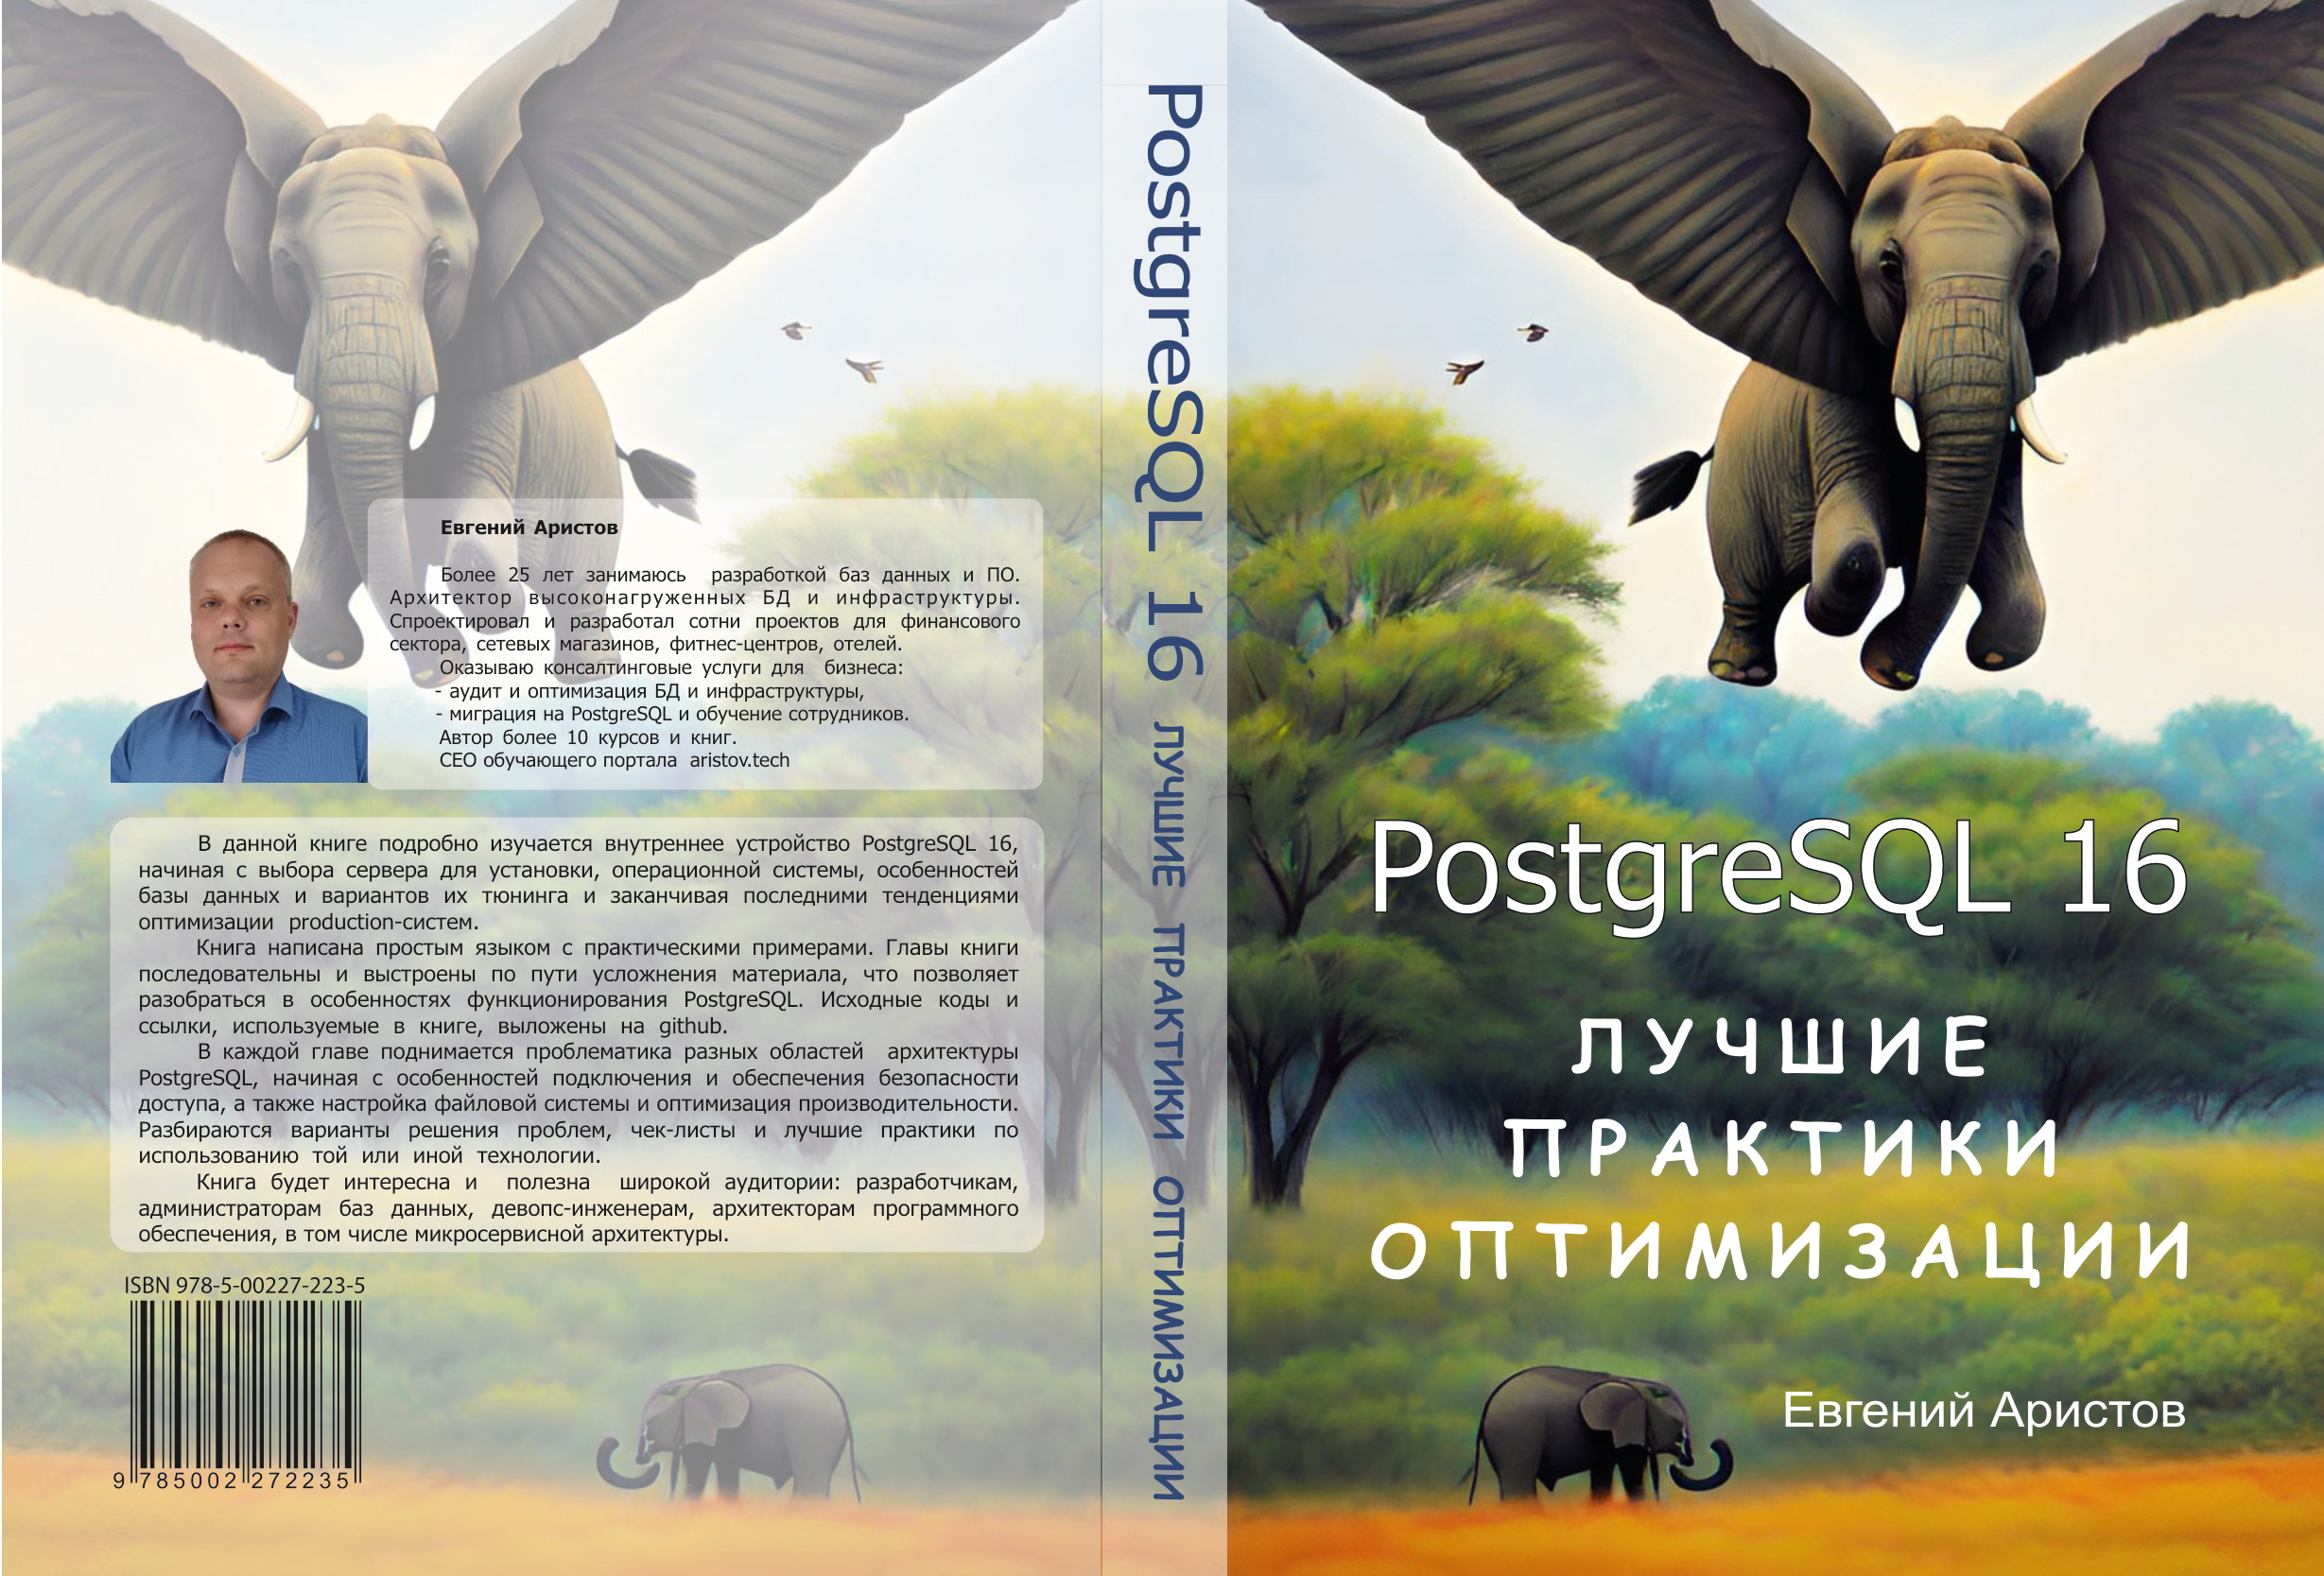 Евгений Аристов
Более 25 лет занимаюсь разработкой баз данных и ПО.
Архитектор высоконагруженных БД и инфраструктуры.
Спроектировал и разработал сотни проектов для финансового
сектора, сетевых магазинов, фитнес-центров, отелей.
Оказываю консалтинговые услуги для бизнеса:
- аудит и оптимизация БД и инфраструктуры,
- миграция на PostgreSQL и обучение сотрудников.
Автор более 10 курсов и книг.
СЕО обучающего портала aristov.tech
В данной книге подробно изучается внутреннее устройство PostgreSQL 16,
начиная с выбора сервера для установки, операционной системы, особенностей
базы данных и вариантов их тюнинга и заканчивая последними тенденциями
оптимизации production-систем.
Книга написана простым языком с практическими примерами. Главы книги
последовательны и выстроены по пути усложнения материала, что позволяет
разобраться в особенностях функционирования PostgreSQL. Исходные коды и
ссылки, используемые в книге, выложены на github.
В каждой главе поднимается проблематика разных областей архитектуры
PostgreSQL, начиная с особенностей подключения и обеспечения безопасности
доступа, а также настройка файловой системы и оптимизация производительности.
Разбираются варианты решения проблем, чек-листы и лучшие практики по
использованию той или иной технологии.
Книга будет интересна и полезна широкой аудитории: разработчикам,
администраторам баз данных, девопс-инженерам, архитекторам программного
обеспечения, в том числе микросервисной архитектуры.
ISBN 978-5-00227-223-5
9 785002 272235
PostgreSQL 16 ЛУЧШИЕ ПРАКТИКИ ОПТИМИЗАЦИИ
PostgreSQL 16
ЛУЧШИЕ
ПРАКТИКИ
ОПТИМИЗАЦИИ
Евгений Аристов